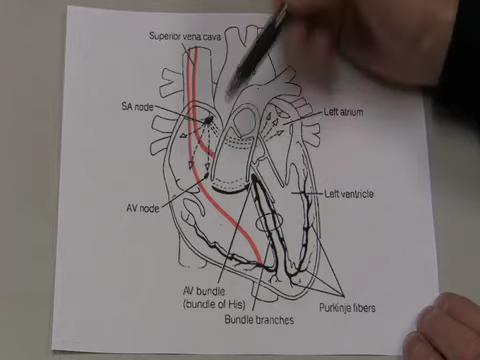 Superior vena cava
SA node
Left atrium
Left ventricle
AV node
AV bundle
(bundle of His)
Purkinje fibers
Bundle branches